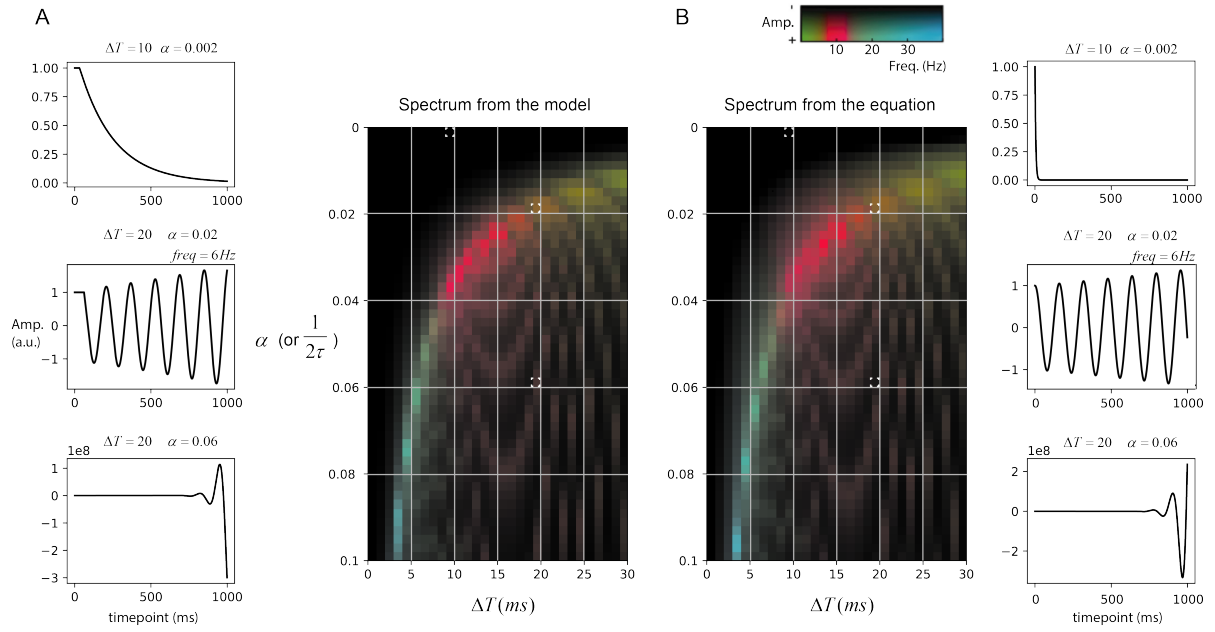 A
ΔT = 10 α = 0.002
1.00
0.75
0.50
0.25
0.00
0 500 1000
ΔT = 20 α = 0.02
freq = 6Hz
Amp.
(a.u.)
1
0
−1
0 500 1000
ΔT = 20 α = 0.06
1e8
1
0
−1
−2
−3
0 500 1000
timepoint (ms)
Spectrum from the model
α (or 1/2τ)
0
0.02
0.04
0.06
0.08
0.1
0 5 10 15 20 25 30
ΔT(ms)
B
Amp.
-
+
10 20 30
Freq. (Hz)
Spectrum from the equation
0
0.02
0.04
0.06
0.08
0.1
0 5 10 15 20 25 30
ΔT(ms)
ΔT = 10 α = 0.002
1.00
0.75
0.50
0.25
0.00
0 500 1000
ΔT = 20 α = 0.02
freq = 6Hz
1
0
−1
0 500 1000
ΔT = 20 α = 0.06
1e8
2
0
−2
0 500 1000
timepoint (ms)